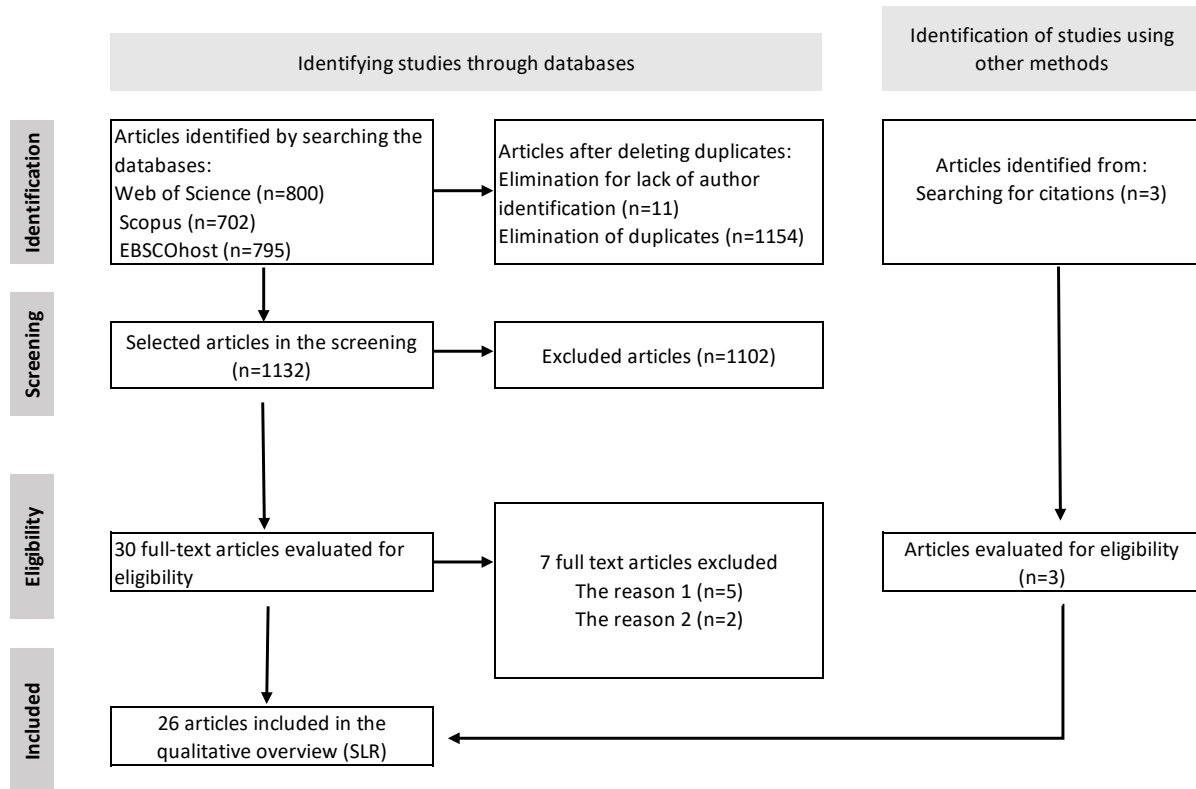 Identifying studies through databases
Identification of studies using
other methods
Identification
Articles identified by searching the
databases:
Web of Science (n=800)
Scopus (n=702)
EBSCOhost (n=795)
Articles after deleting duplicates:
Elimination for lack of author
identification (n=11)
Elimination of duplicates (n=1154)
Articles identified from:
Searching for citations (n=3)
Screening
Selected articles in the screening
(n=1132)
Excluded articles (n=1102)
Eligibility
30 full-text articles evaluated for
eligibility
7 full text articles excluded
The reason 1 (n=5)
The reason 2 (n=2)
Articles evaluated for eligibility
(n=3)
Included
26 articles included in the
qualitative overview (SLR)